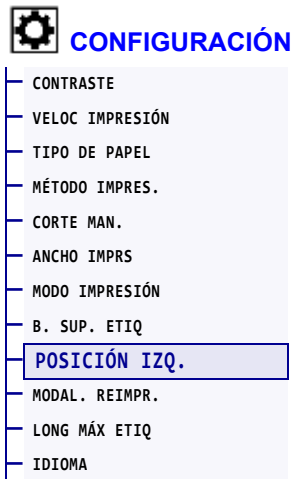 CONFIGURACIÓN
CONTRASTE
VELOC IMPRESIÓN
TIPO DE PAPEL
MÉTODO IMPRES.
CORTE MAN.
ANCHO IMPRS
MODO IMPRESIÓN
B. SUP. ETIQ
POSICIÓN IZQ.
MODAL. REIMPR.
LONG MÁX ETIQ
IDIOMA